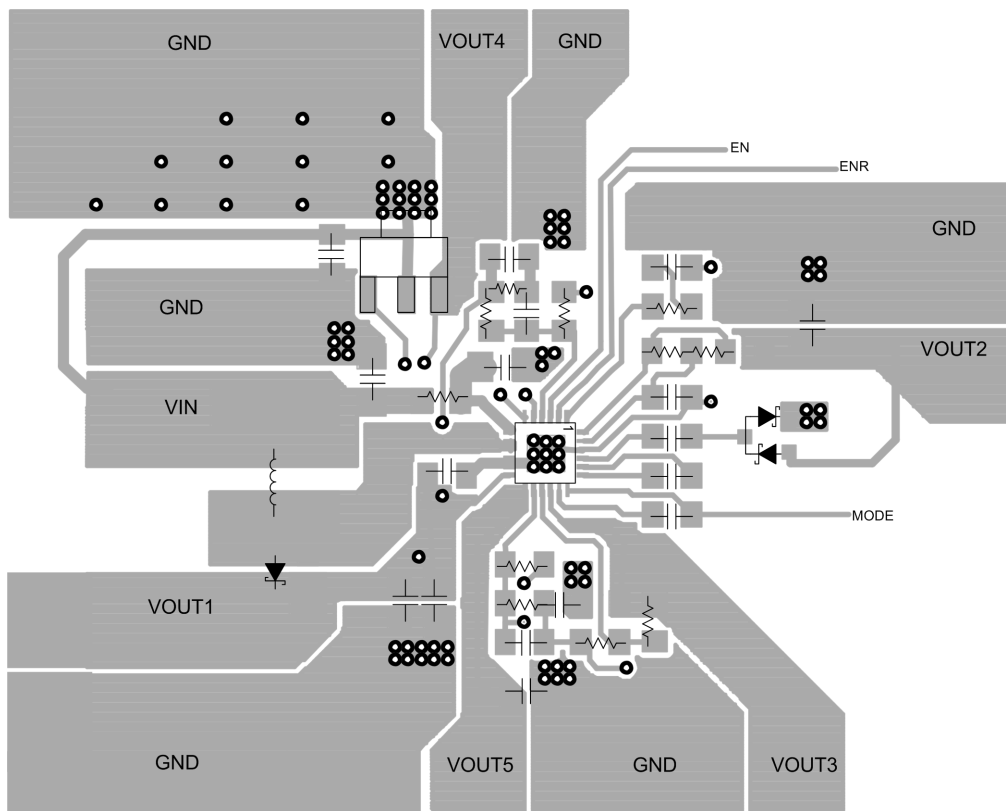 GND
VOUT4
GND
EN
ENR
GND
GND
VOUT2
VIN
1
MODE
VOUT1
GND
VOUT5
GND
VOUT3